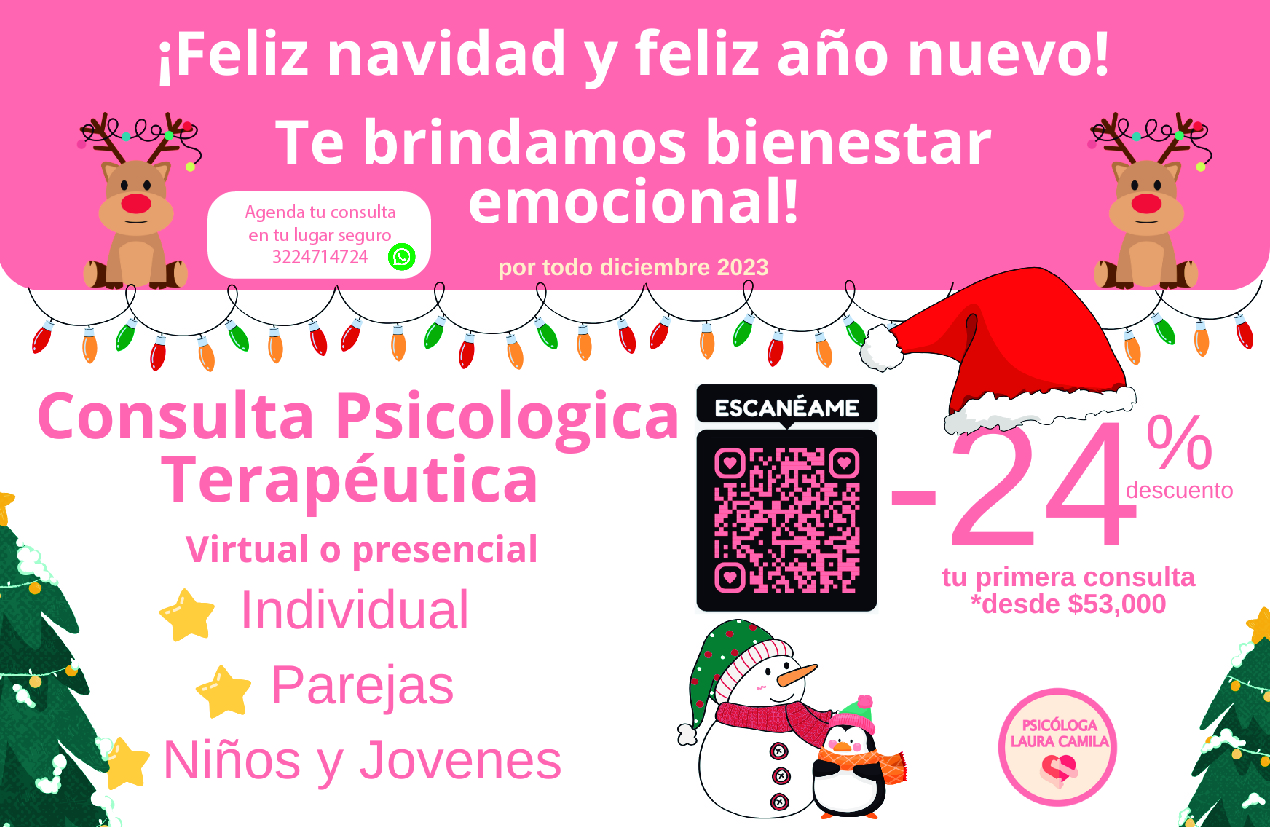 ¡Feliz navidad y feliz año nuevo!
Te brindamos bienestar
emocional!
Agenda tu consulta
en tu lugar seguro
3224714724
por todo diciembre 2023
Consulta Psicologica
Terapéutica
Virtual o presencial
Individual
Parejas
Niños y Jovenes
ESCANÉAME
-24%
descuento
tu primera consulta
*desde $53,000
PSICÓLOGA
LAURA CAMILA